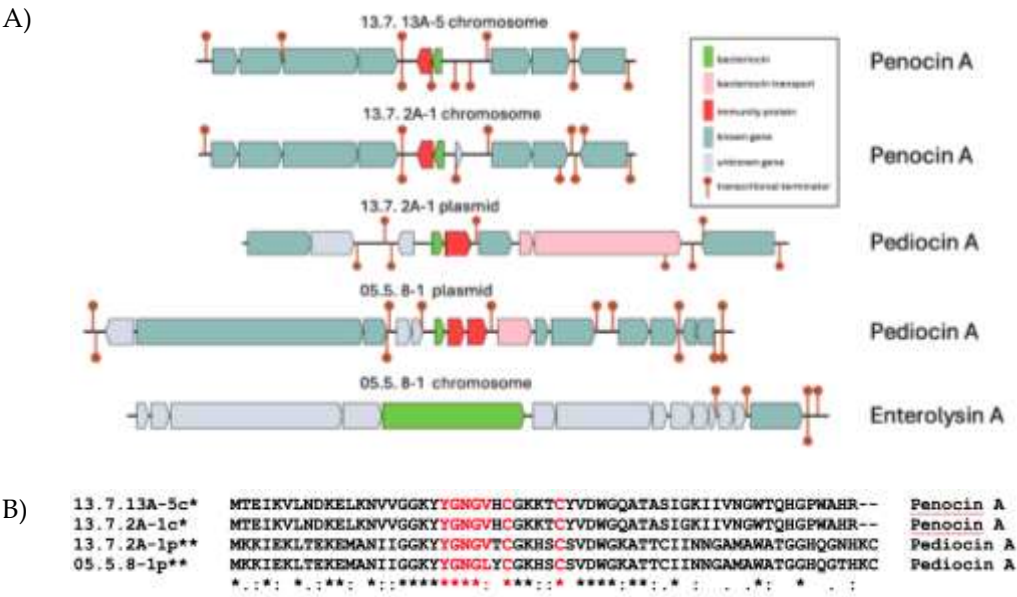 A)
13.7. 13A-5 chromosome
Penocin A
bacteriocin
bacteriocin transport
immunity protein
known gene
unknown gene
transcritional terminator
13.7. 2A-1 chromosome
Penocin A
13.7. 2A-1 plasmid
Pediocin A
05.5. 8-1 plasmid
Pediocin A
05.5. 8-1 chromosome
Enterolysin A
B)
13.7.13A-5c* MTEIKVLNDKELKNVVGGKYYGNGVHCGKKTCYVDWGQATASIGKIIVNGWTQHGPWAHR-- Penocin A
13.7.2A-1c* MTEIKVLNDKELKNVVGGKYYGNGVHCGKKTCYVDWGQATASIGKIIVNGWTQHGPWAHR-- Penocin A
13.7.2A-1p** MKKIEKLTEKEMANIIGGKYYGNGVTCGKHSCSVDWGKATTCIINNGAMAWATGGHQGNHKC Pediocin A
05.5.8-1p** MKKIEKLTEKEMANIIGGKYYGNGLYCGKHSCSVDWGKATTCIINNGAMAWATGGHQGTHKC Pediocin A
*.:*: *.:**: *::*********: *.**::* ****.**:.* : * * . :